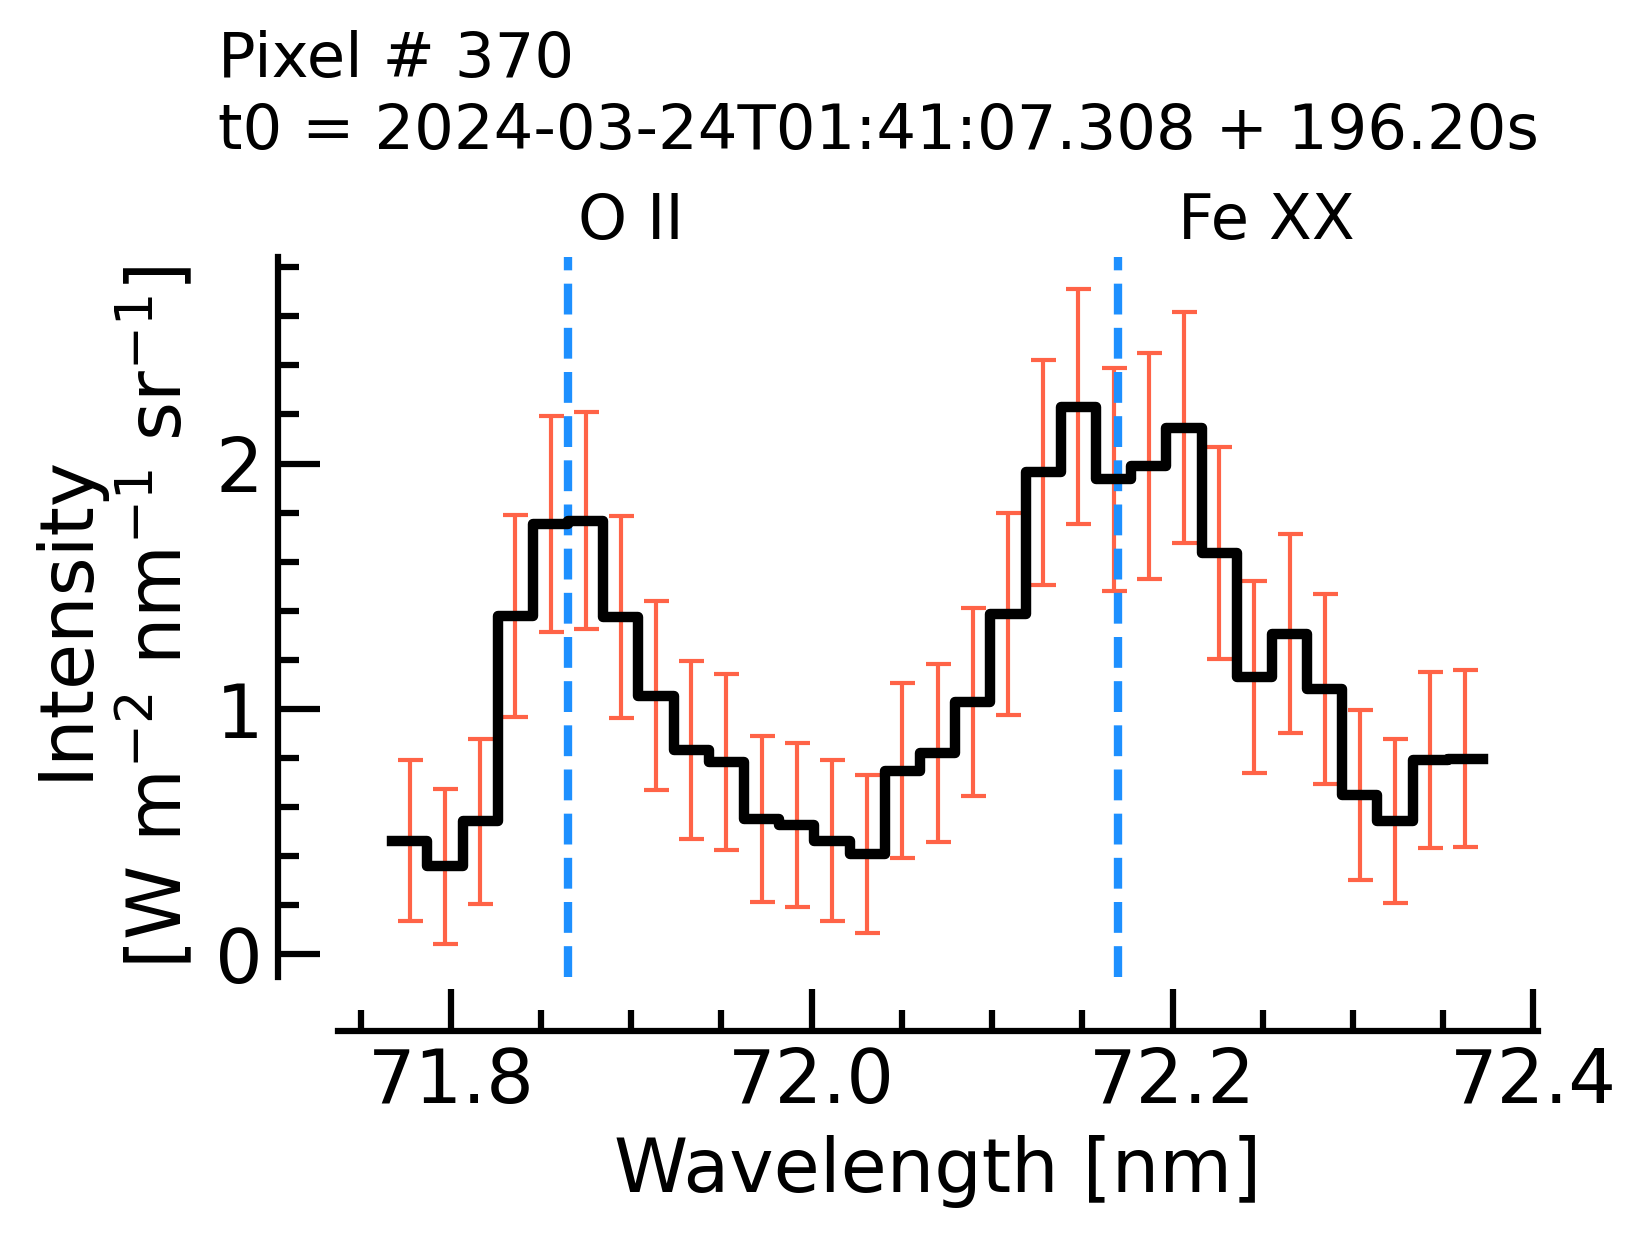 Pixel # 370
t0 = 2024-03-24T01:41:07.308 + 196.20s
O II
Fe XX
Intensity
[W m⁻² nm⁻¹ sr⁻¹]
2
1
0
71.8
72.0
72.2
72.4
Wavelength [nm]